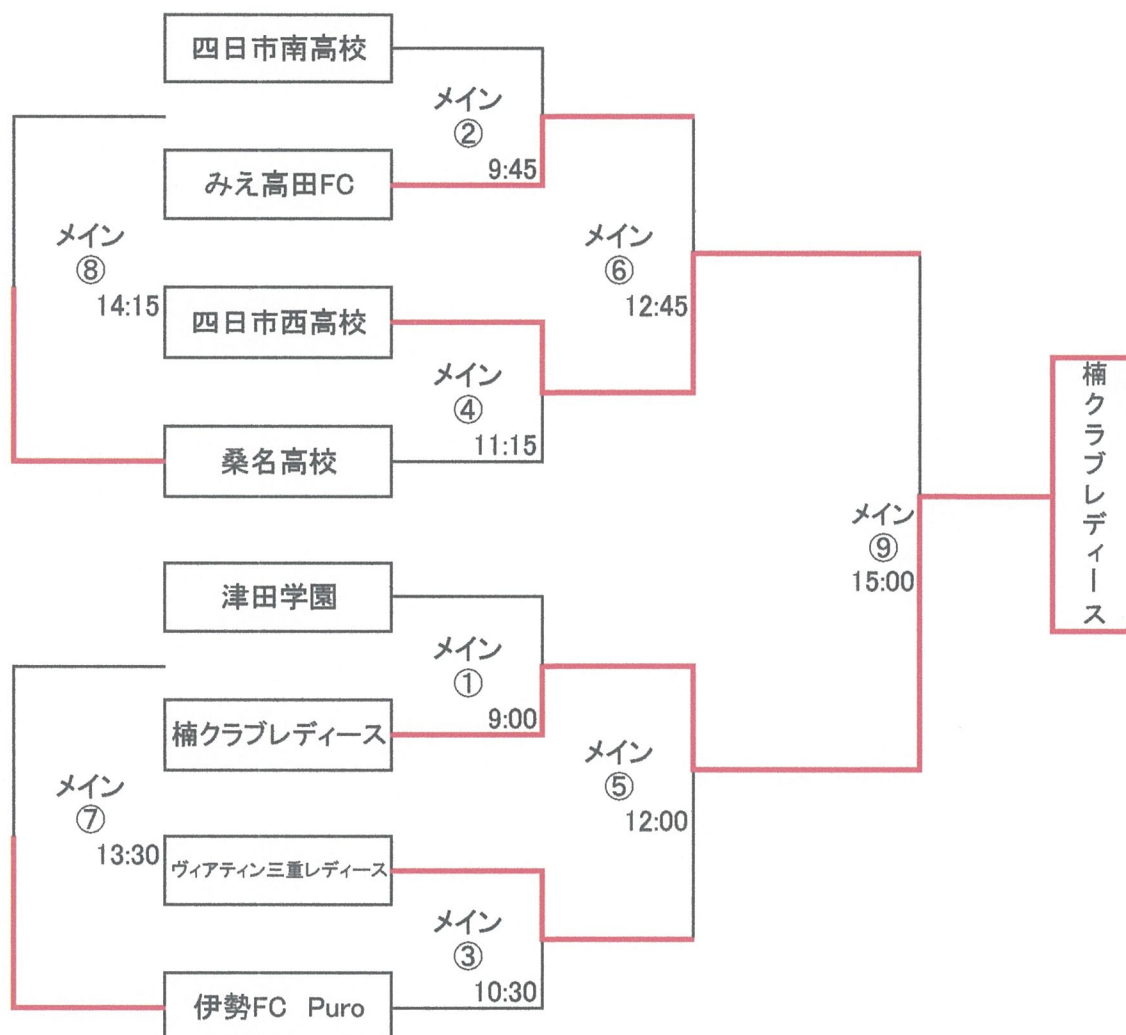 四日市南高校
メイン
②
9:45
みえ高田FC
メイン
⑧
14:15
メイン
⑥
12:45
四日市西高校
メイン
④
11:15
桑名高校
楠クラブレディース
メイン
⑨
15:00
津田学園
メイン
①
9:00
楠クラブレディース
メイン
⑦
13:30
メイン
⑤
12:00
ヴィアティン三重レディース
メイン
③
10:30
伊勢FC Puro